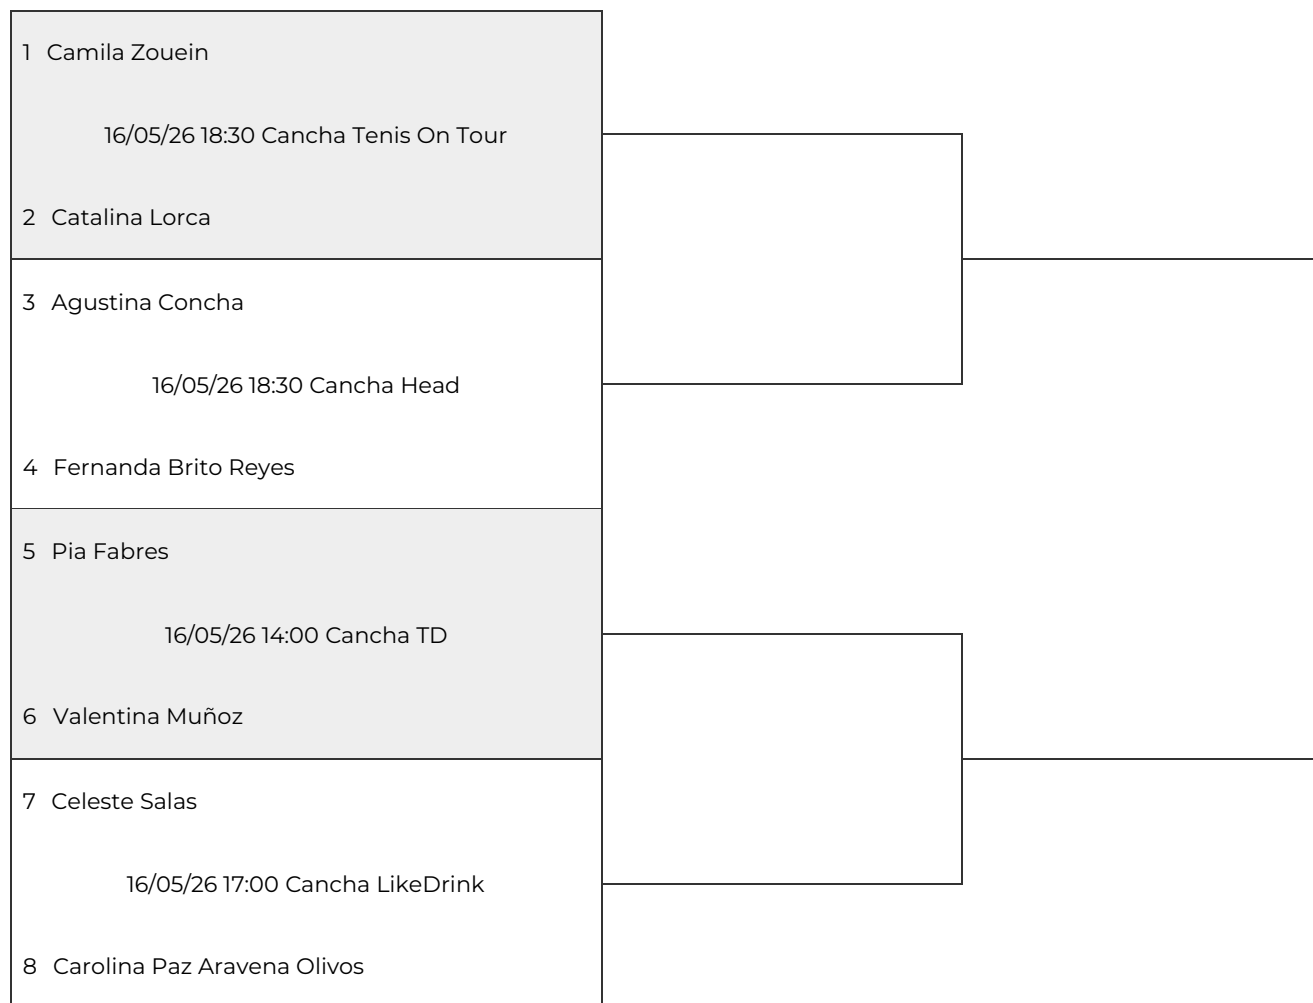 1 Camila Zouein
16/05/26 18:30 Cancha Tenis On Tour
2 Catalina Lorca
3 Agustina Concha
16/05/26 18:30 Cancha Head
4 Fernanda Brito Reyes
5 Pia Fabres
16/05/26 14:00 Cancha TD
6 Valentina Muñoz
7 Celeste Salas
16/05/26 17:00 Cancha LikeDrink
8 Carolina Paz Aravena Olivos